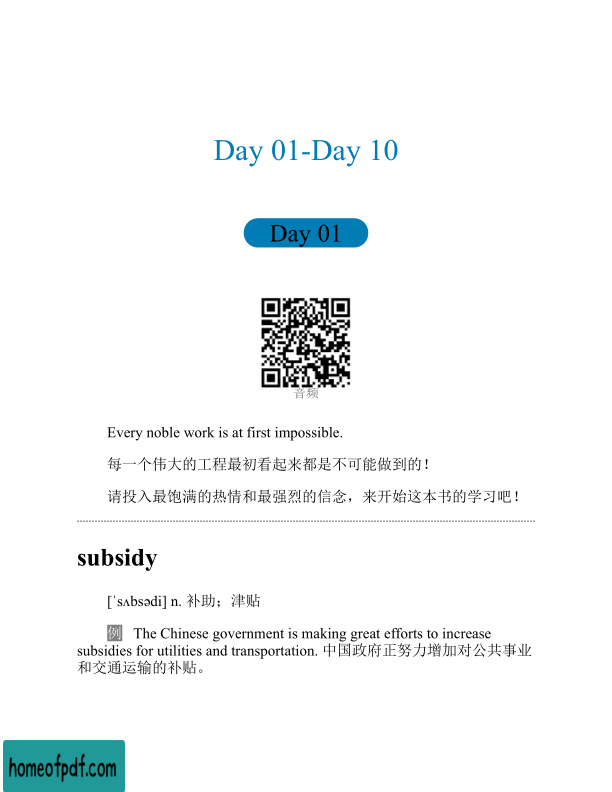 Day 01-Day 10
Day 01
音频
Every noble work is at first impossible.
每一个伟大的工程最初看起来都是不可能做到的！
请投入最饱满的热情和最强烈的信念，来开始这本书的学习吧！
subsidy
[ˈsʌbsədi] n. 补助；津贴
例 The Chinese government is making great efforts to increase
subsidies for utilities and transportation. 中国政府正努力增加对公共事业
和交通运输的补贴。
homeofpdf.com